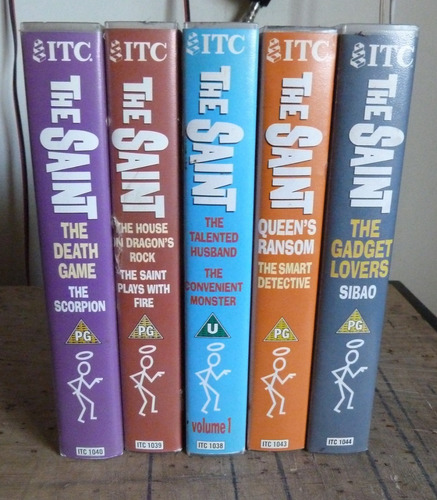 ITC
THE SAINT
THE
DEATH
GAME
THE
SCORPION
PG
ITC 1040
ITC
THE SAINT
THE HOUSE
ON DRAGON'S
ROCK
THE SAINT
PLAYS WITH
FIRE
PG
ITC 1039
ITC
THE SAINT
THE
TALENTED
HUSBAND
THE
CONVENIENT
MONSTER
U
volume 1
ITC 1038
ITC
THE SAINT
QUEEN'S
RANSOM
THE SMART
DETECTIVE
PG
ITC 1043
ITC
THE SAINT
THE
GADGET
LOVERS
SIBAO
PG
ITC 1044